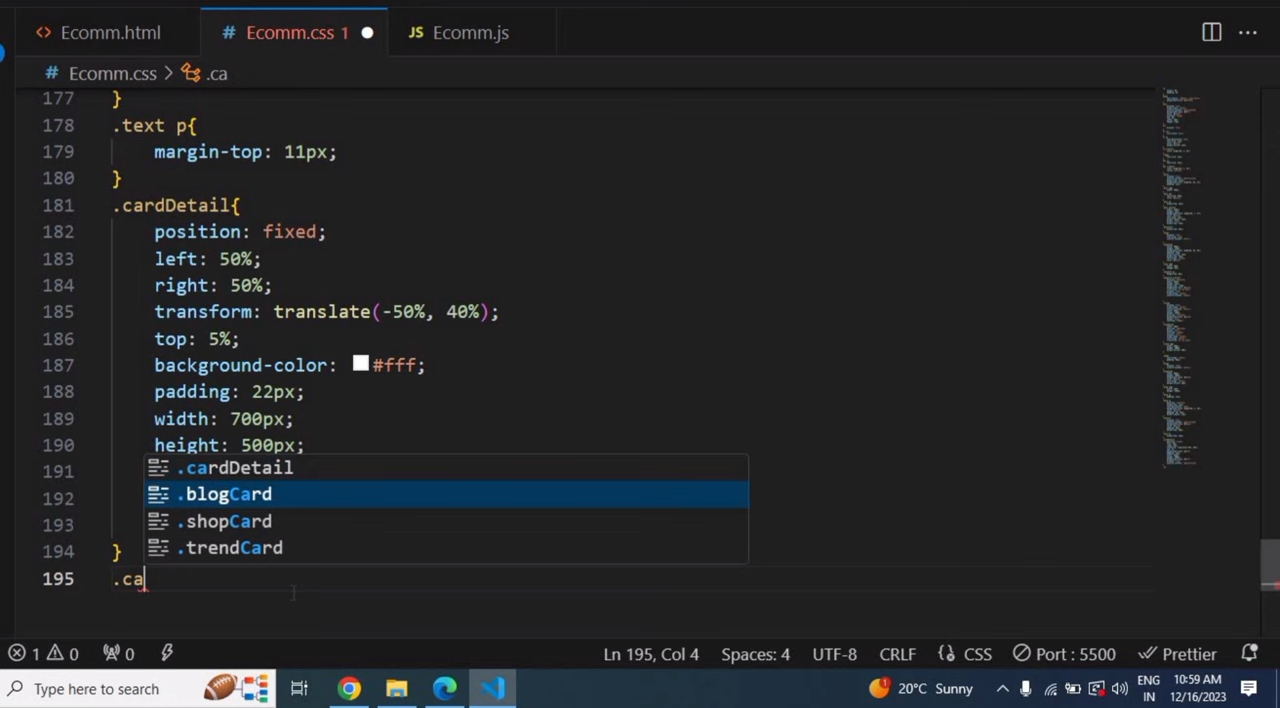 Ecomm.html
# Ecomm.css 1
JS Ecomm.js
# Ecomm.css > .ca
177 }
178 .text p{
179 margin-top: 11px;
180 }
181 .cardDetail{
182 position: fixed;
183 left: 50%;
184 right: 50%;
185 transform: translate(-50%, 40%);
186 top: 5%;
187 background-color: #fff;
188 padding: 22px;
189 width: 700px;
190 height: 500px;
191 .cardDetail
192 .blogCard
193 .shopCard
194 } .trendCard
195 .ca
1 0 0 Ln 195, Col 4 Spaces: 4 UTF-8 CRLF {} CSS Port : 5500 Prettier
Type here to search
20°C Sunny
ENG
IN
10:59 AM
12/16/2023